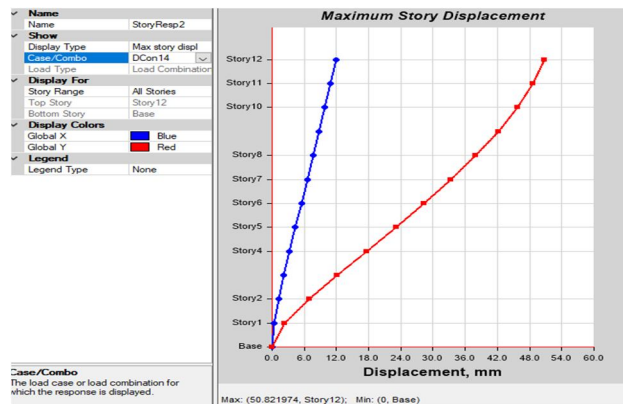 Name
Name StoryResp2
Show
Display Type Max story displ
Case/Combo DCon14
Load Type Load Combination
Display For
Story Range All Stories
Top Story Story12
Bottom Story Base
Display Colors
Global X Blue
Global Y Red
Legend
Legend Type None
Case/Combo
The load case or load combination for
which the response is displayed.
Maximum Story Displacement
Story12
Story11
Story10
Story8
Story7
Story6
Story5
Story4
Story2
Story1
Base
0.0 6.0 12.0 18.0 24.0 30.0 36.0 42.0 48.0 54.0 60.0
Displacement, mm
Max: (50.821974, Story12); Min: (0, Base)